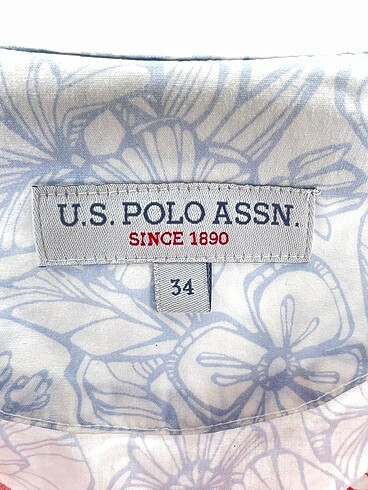 U.S. POLO ASSN.
SINCE 1890
34